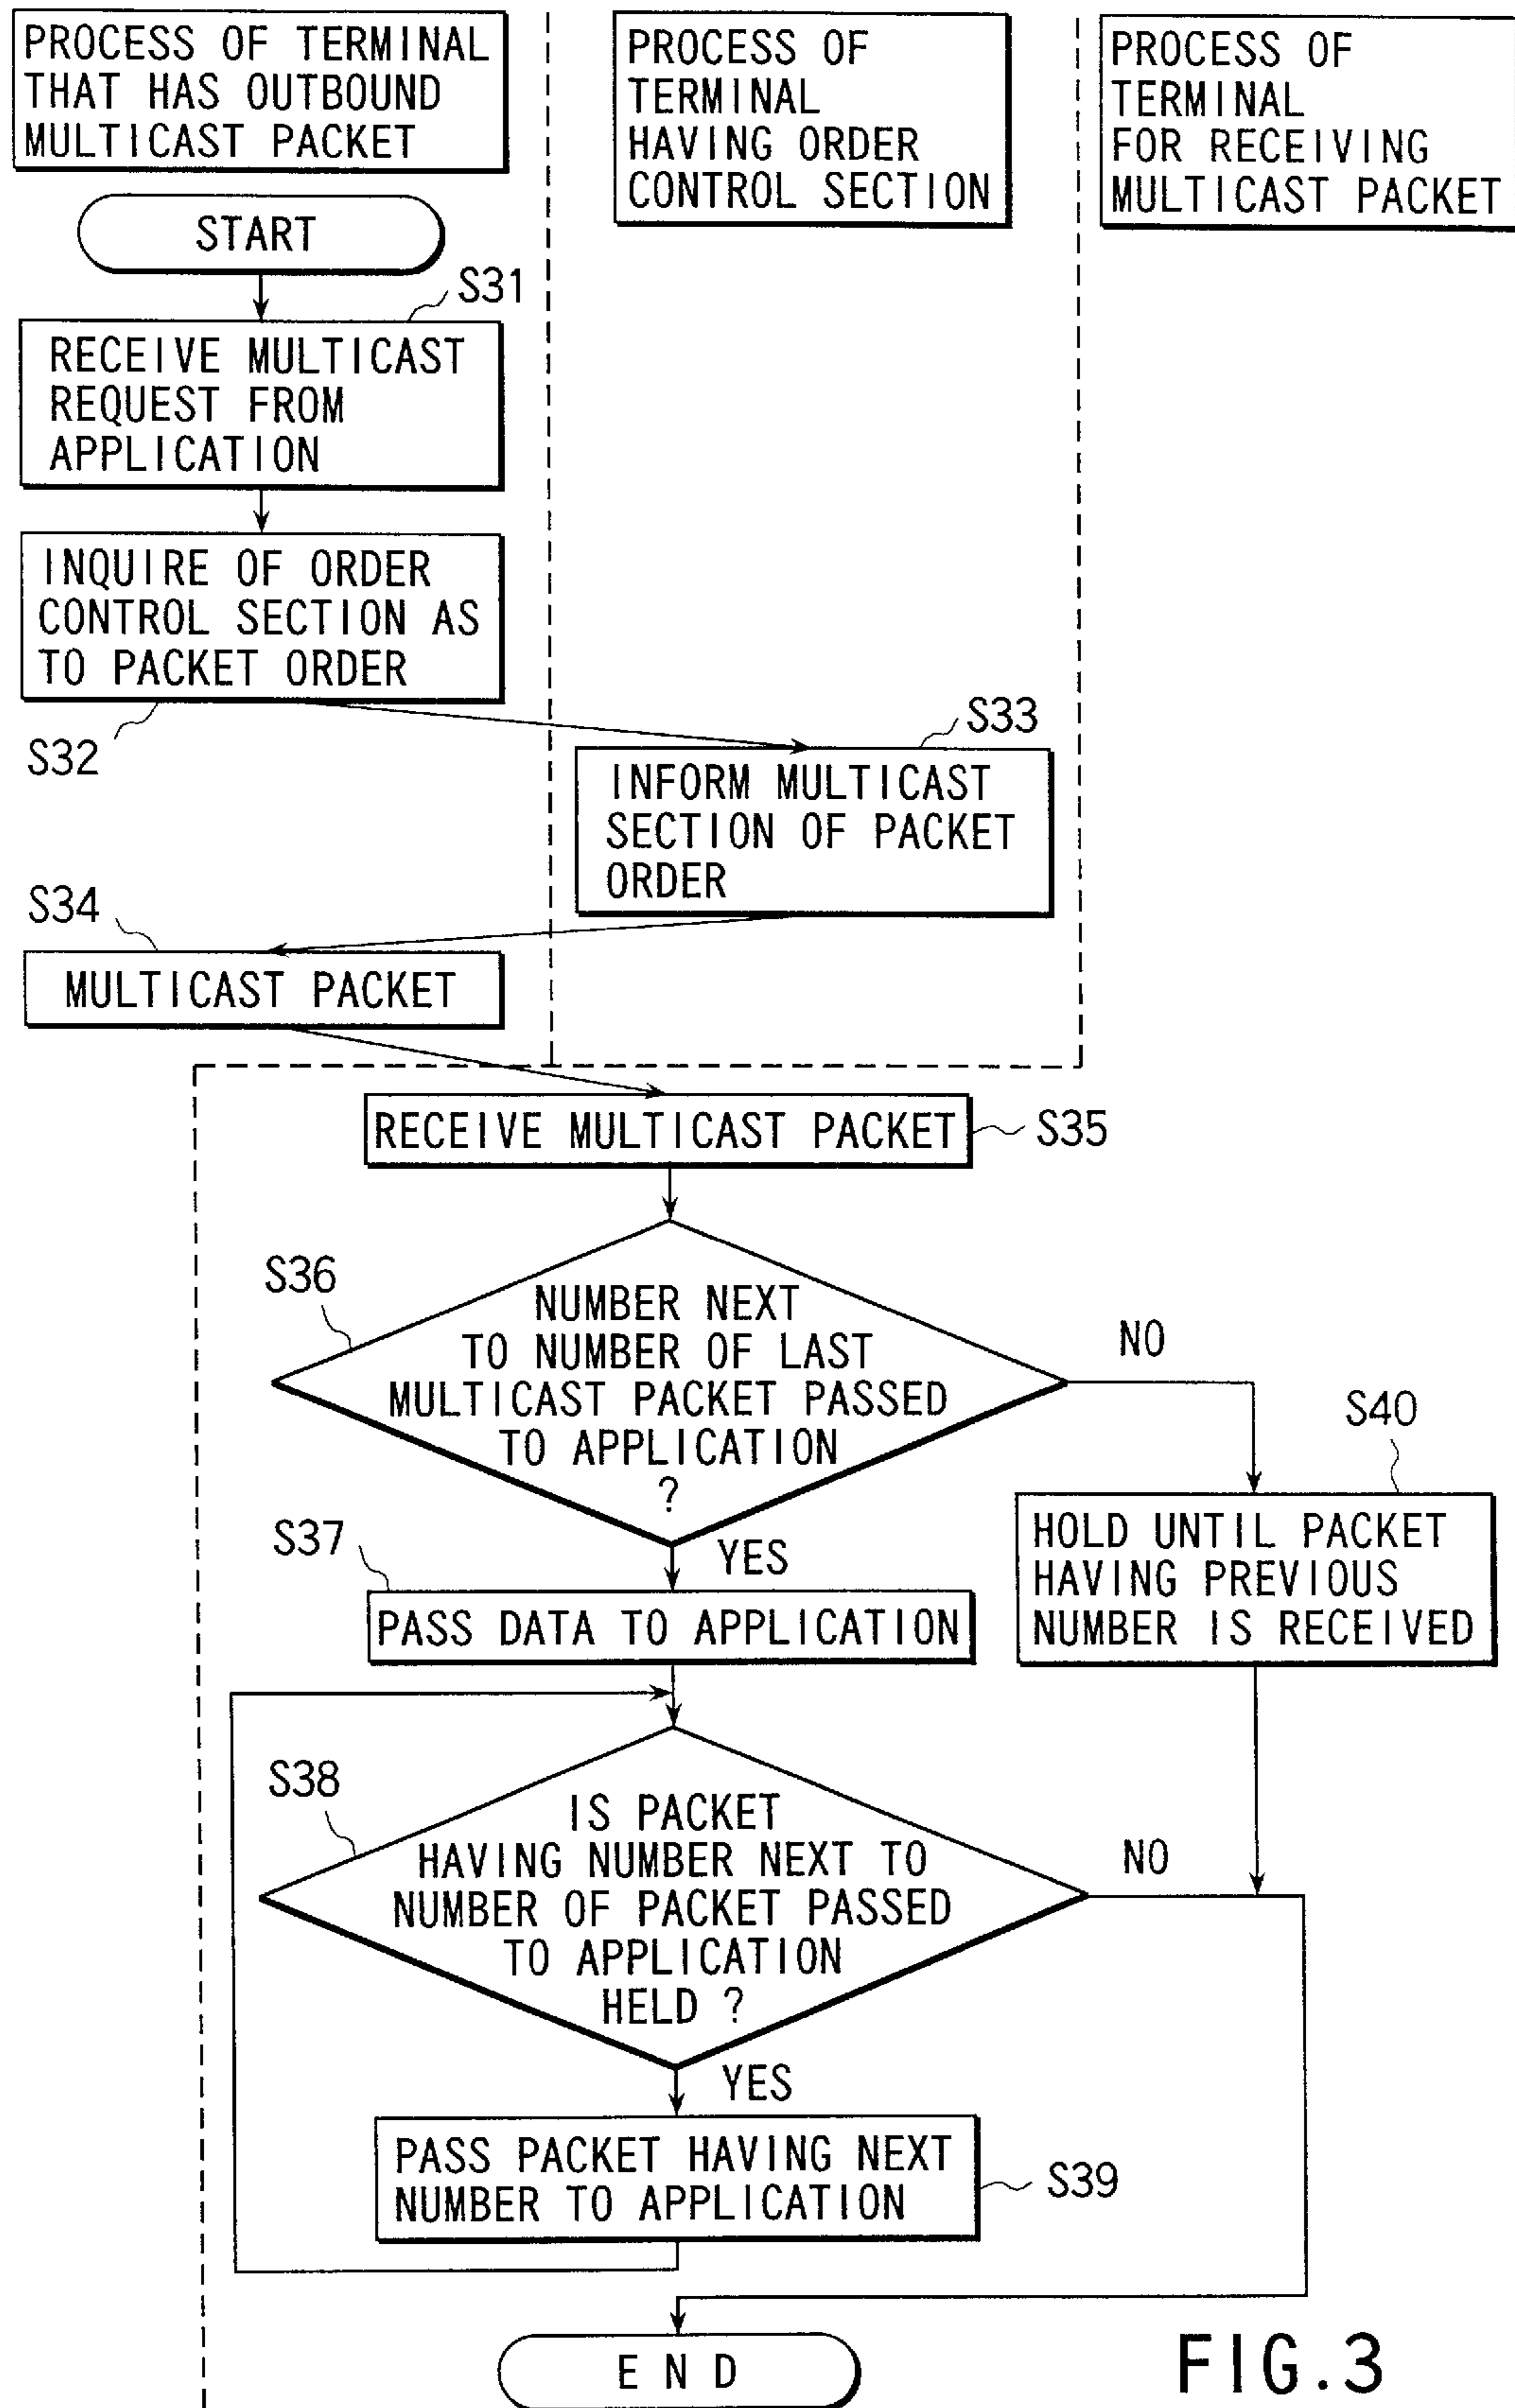 PROCESS OF TERMINAL
THAT HAS OUTBOUND
MULTICAST PACKET
PROCESS OF
TERMINAL
HAVING ORDER
CONTROL SECTION
PROCESS OF
TERMINAL
FOR RECEIVING
MULTICAST PACKET
START
S31
RECEIVE MULTICAST
REQUEST FROM
APPLICATION
INQUIRE OF ORDER
CONTROL SECTION AS
TO PACKET ORDER
S32
S33
INFORM MULTICAST
SECTION OF PACKET
ORDER
S34
MULTICAST PACKET
RECEIVE MULTICAST PACKET
S35
S36
NUMBER NEXT
TO NUMBER OF LAST
MULTICAST PACKET PASSED
TO APPLICATION
?
NO
S40
HOLD UNTIL PACKET
HAVING PREVIOUS
NUMBER IS RECEIVED
YES
S37
PASS DATA TO APPLICATION
S38
IS PACKET
HAVING NUMBER NEXT TO
NUMBER OF PACKET PASSED
TO APPLICATION
HELD ?
NO
YES
PASS PACKET HAVING NEXT
NUMBER TO APPLICATION
S39
END
FIG.3